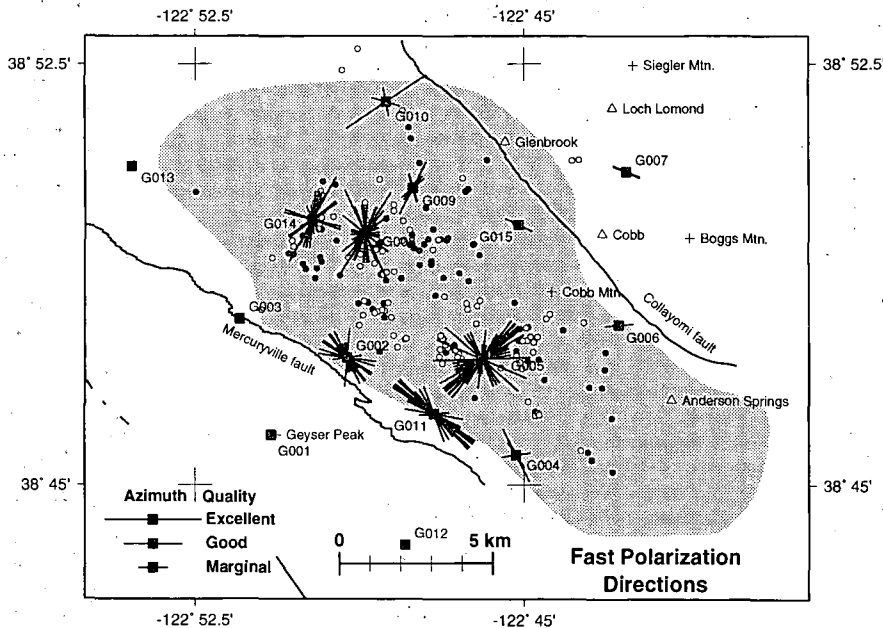 -122° 52.5'
-122° 45'
38° 52.5'
38° 52.5'
Siegler Mtn.
Loch Lomond
G010
Glenbrook
G007
G013
G009
G014
G015
Cobb
Boggs Mtn.
Cobb Mtn.
G003
Collayomi fault
Mercuryville fault
G002
G006
G005
Anderson Springs
G011
Geyser Peak
G001
G004
38° 45'
38° 45'
Azimuth Quality
Excellent
Good
Marginal
0 5 km
G012
Fast Polarization
Directions
-122° 52.5'
-122° 45'